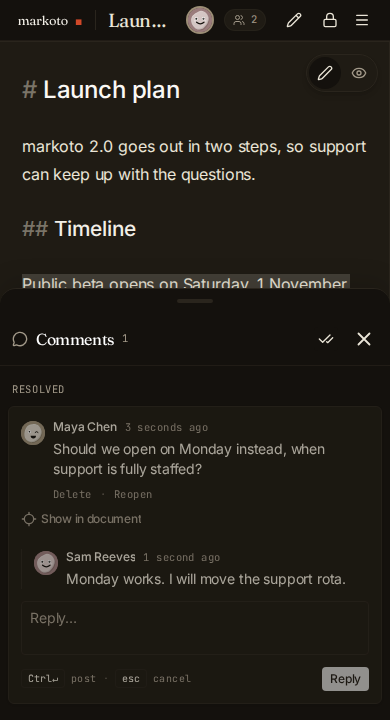 markoto
Laun...
2
# Launch plan
markoto 2.0 goes out in two steps, so support
can keep up with the questions.
## Timeline
Public beta opens on Saturday, 1 November.
Comments 1
RESOLVED
Maya Chen 3 seconds ago
Should we open on Monday instead, when
support is fully staffed?
Delete · Reopen
Show in document
Sam Reeves 1 second ago
Monday works. I will move the support rota.
Reply...
Ctrl↵ post · esc cancel
Reply